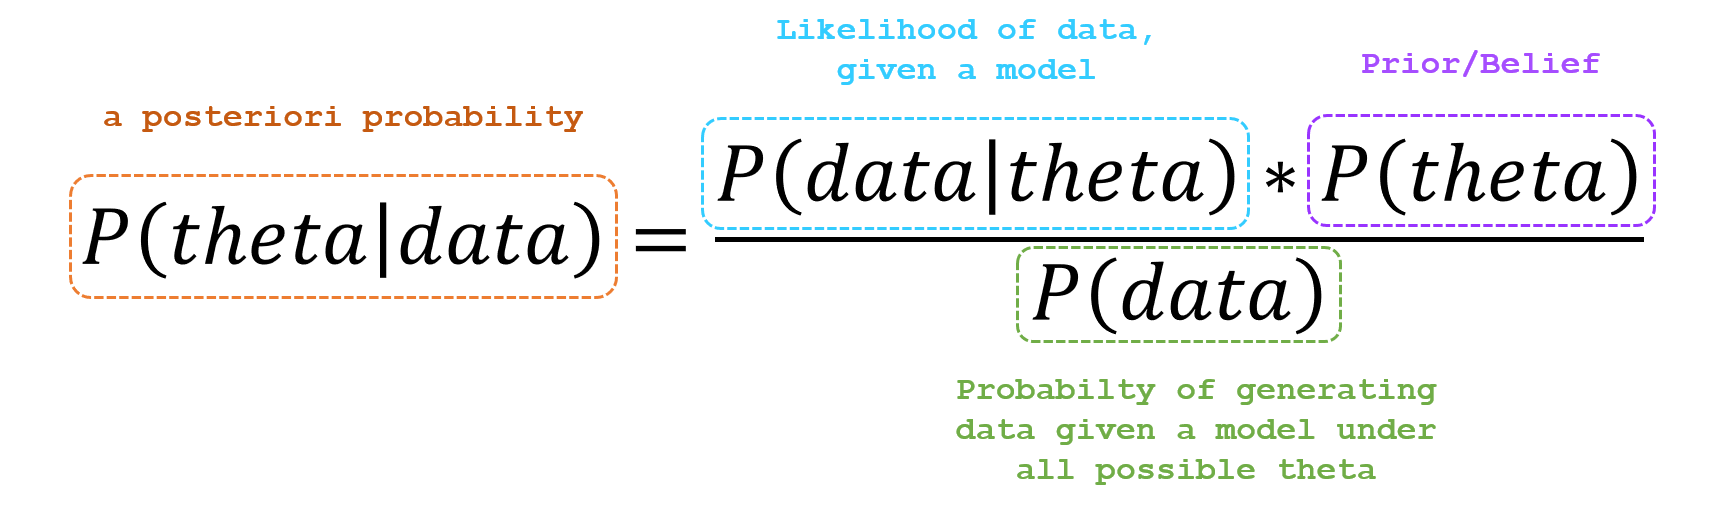 Likelihood of data,
given a model
Prior/Belief
a posteriori probability
P(data|theta) * P(theta)
P(theta|data) =
P(data)
Probabilty of generating
data given a model under
all possible theta